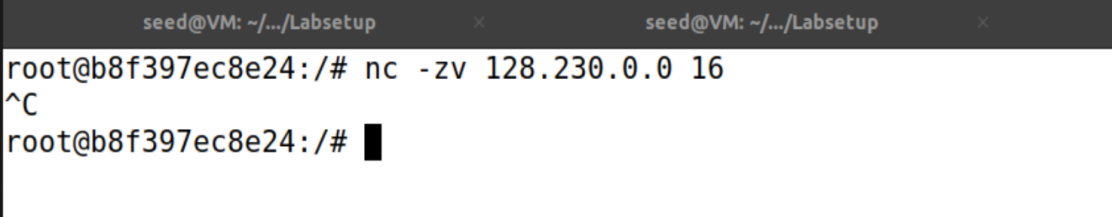 seed@VM: ~/.../Labsetup × seed@VM: ~/.../Labsetup ×
root@b8f397ec8e24:/# nc -zv 128.230.0.0 16
^C
root@b8f397ec8e24:/#